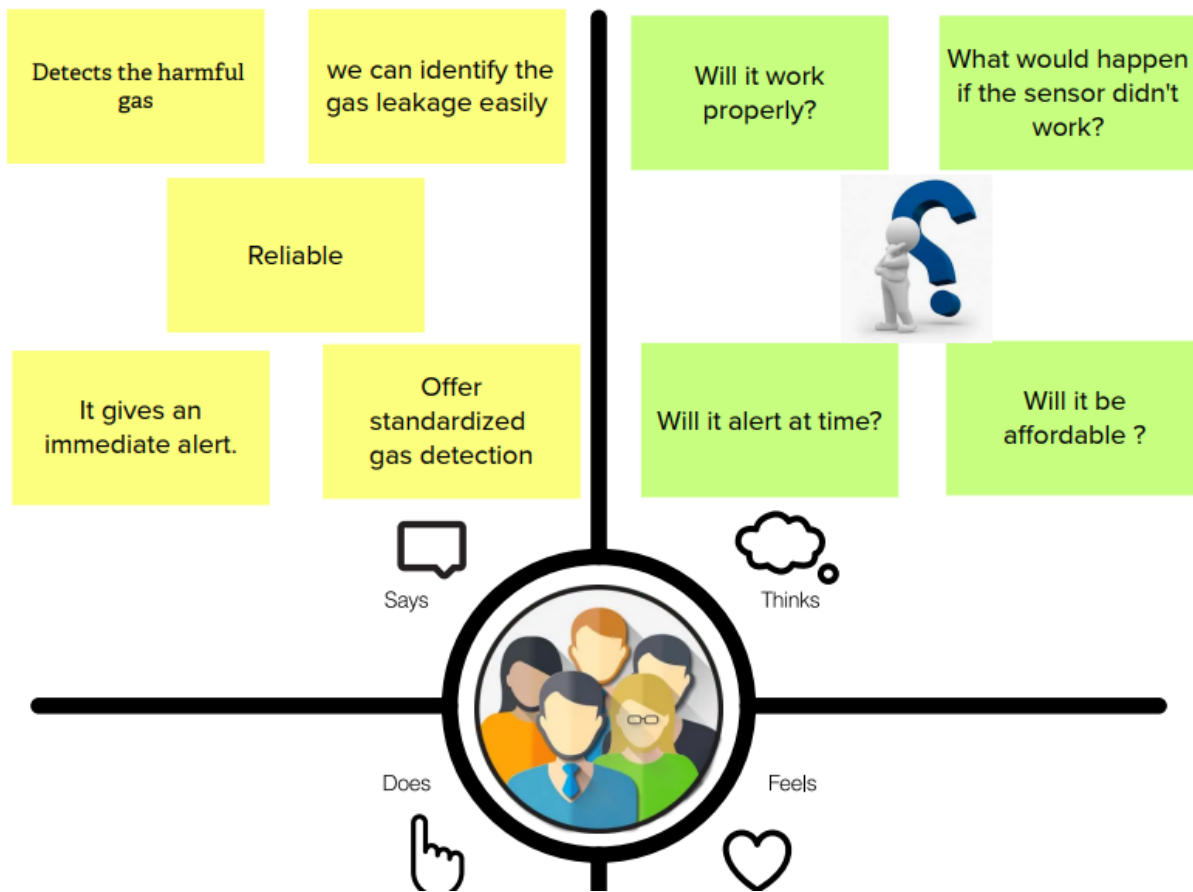 Detects the harmful
gas
we can identify the
gas leakage easily
Reliable
It gives an
immediate alert.
Offer
standardized
gas detection
Says
Will it work
properly?
What would happen
if the sensor didn't
work?
Will it alert at time?
Will it be
affordable ?
Thinks
Does
Feels